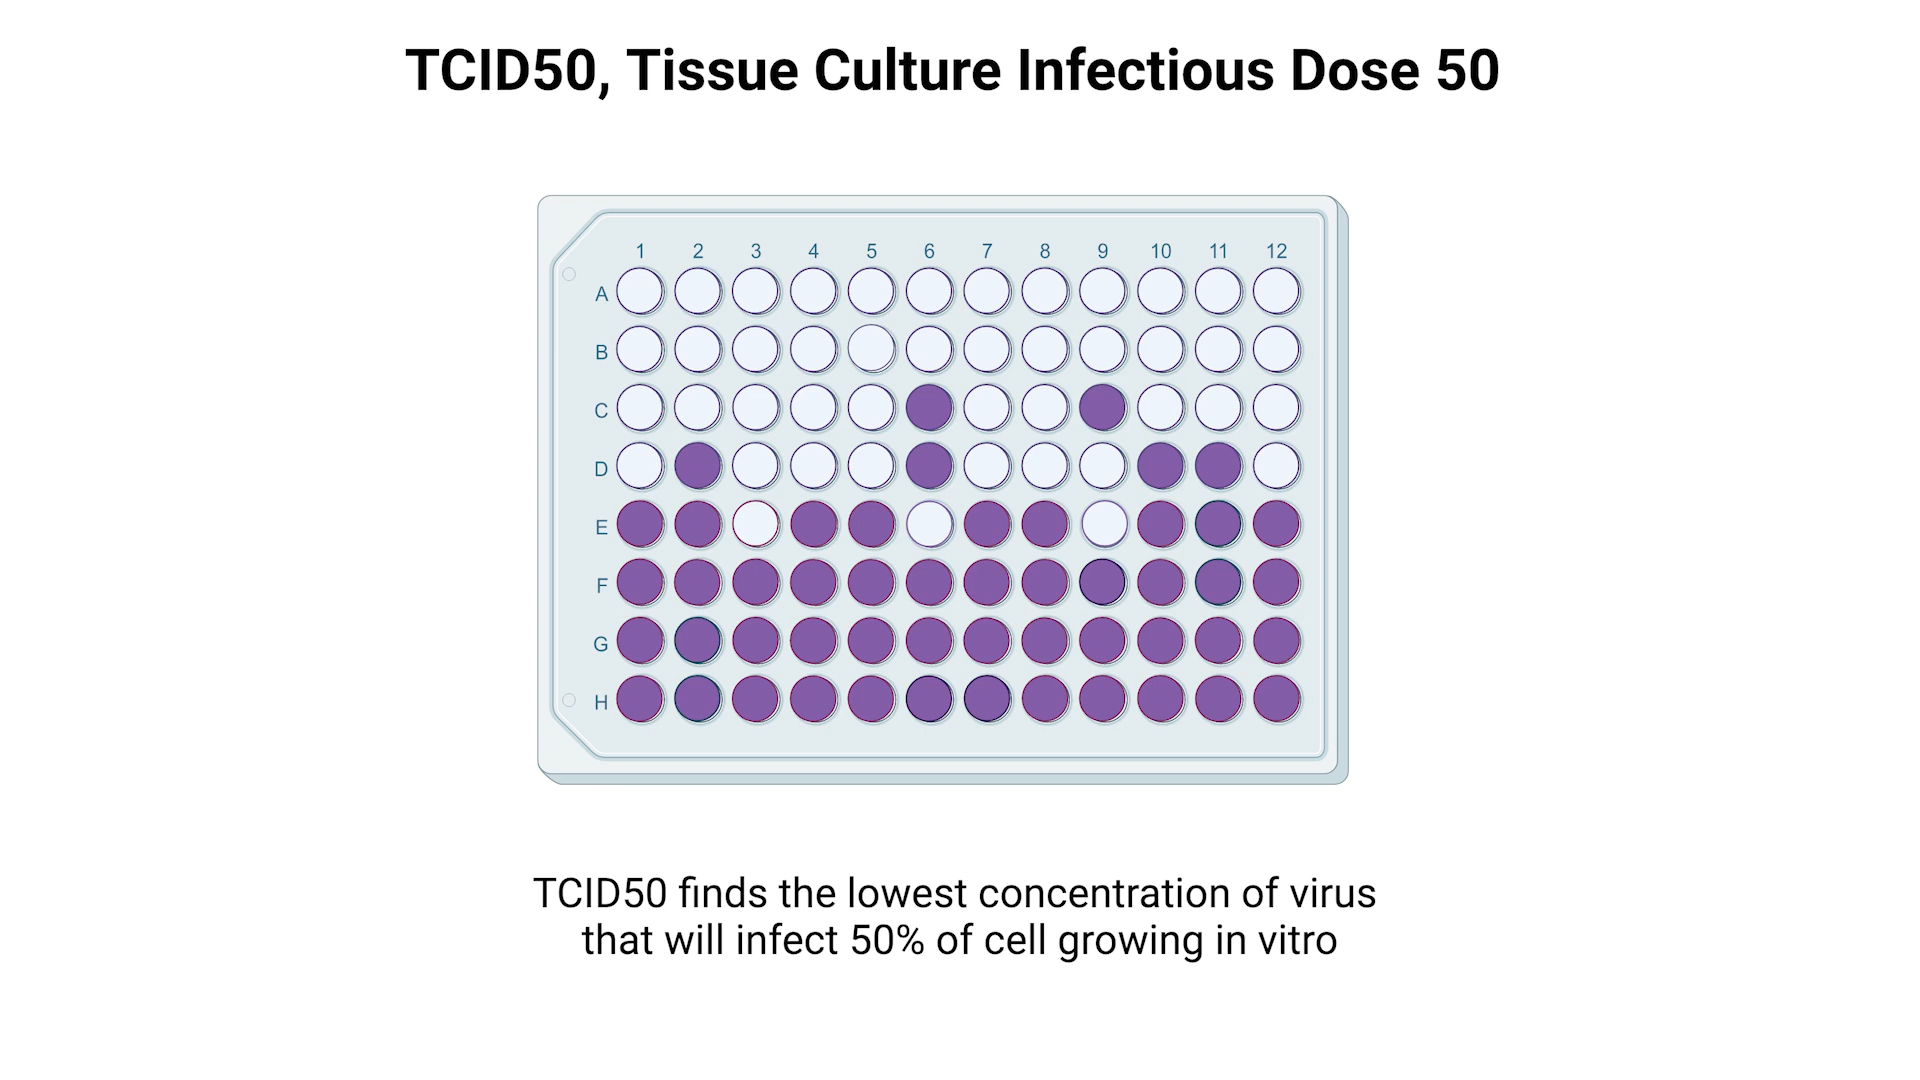 TCID50, Tissue Culture Infectious Dose 50
1 2 3 4 5 6 7 8 9 10 11 12
A
B
C
D
E
F
G
H
TCID50 finds the lowest concentration of virus
that will infect 50% of cell growing in vitro